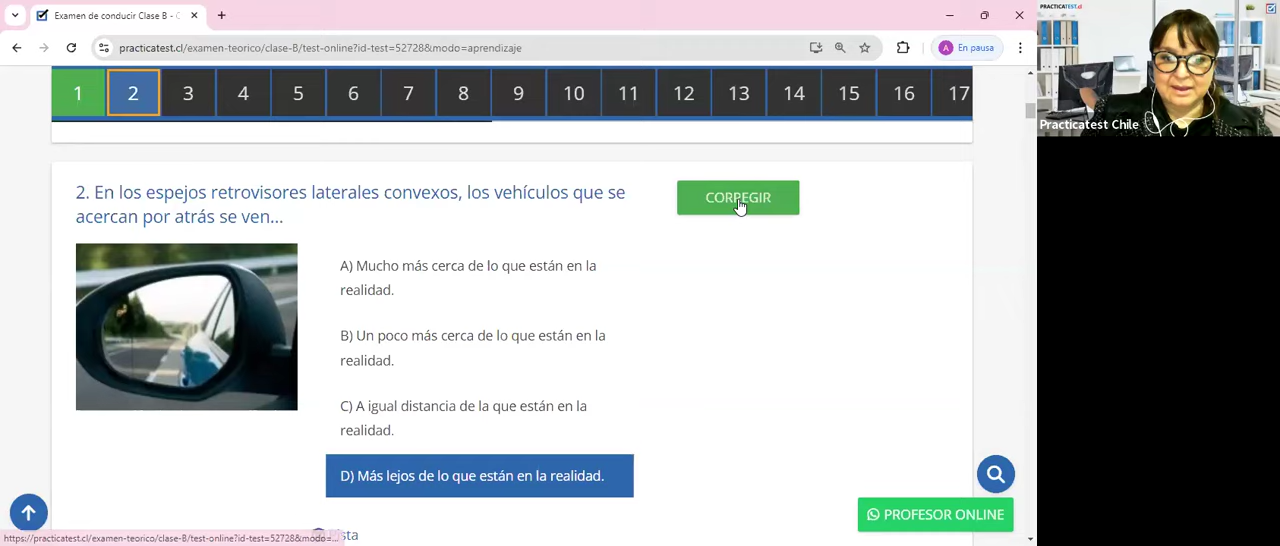 Examen de conducir Clase B - C
practicatest.cl/examen-teorico/clase-B/test-online?id-test=52728&modo=aprendizaje
A
En pausa
PRACTICATEST.cl
Practicatest Chile
1 2 3 4 5 6 7 8 9 10 11 12 13 14 15 16 17
2. En los espejos retrovisores laterales convexos, los vehículos que se
acercan por atrás se ven...
CORREGIR
A) Mucho más cerca de lo que están en la
realidad.
B) Un poco más cerca de lo que están en la
realidad.
C) A igual distancia de la que están en la
realidad.
D) Más lejos de lo que están en la realidad.
PROFESOR ONLINE
https://practicatest.cl/examen-teorico/clase-B/test-online?id-test=52728&modo=...